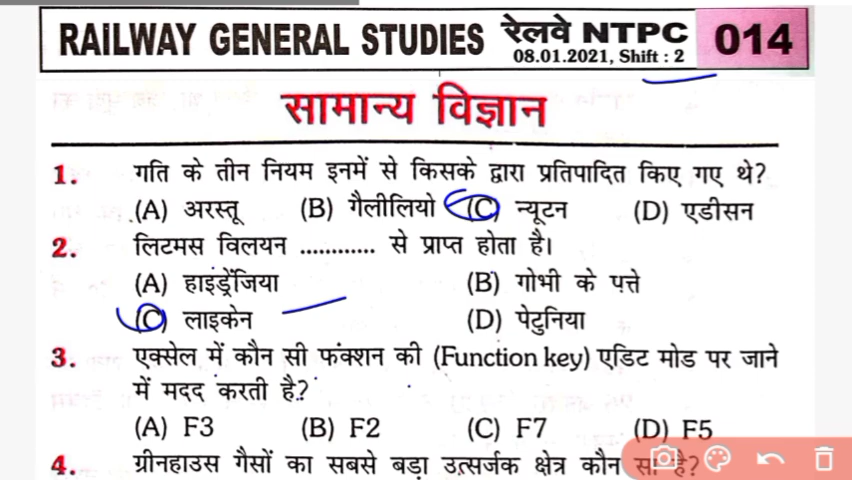 RAILWAY GENERAL STUDIES रेलवे NTPC 014
08.01.2021, Shift : 2
सामान्य विज्ञान
1. गति के तीन नियम इनमें से किसके द्वारा प्रतिपादित किए गए थे?
(A) अरस्तू (B) गैलीलियो (C) न्यूटन (D) एडीसन
2. लिटमस विलयन ............. से प्राप्त होता है।
(A) हाइड्रेंजिया (B) गोभी के पत्ते
(C) लाइकेन (D) पेटुनिया
3. एक्सेल में कौन सी फंक्शन की (Function key) एडिट मोड पर जाने
में मदद करती है?
(A) F3 (B) F2 (C) F7 (D) F5
4. ग्रीनहाउस गैसों का सबसे बड़ा उत्सर्जक क्षेत्र कौन सा है?